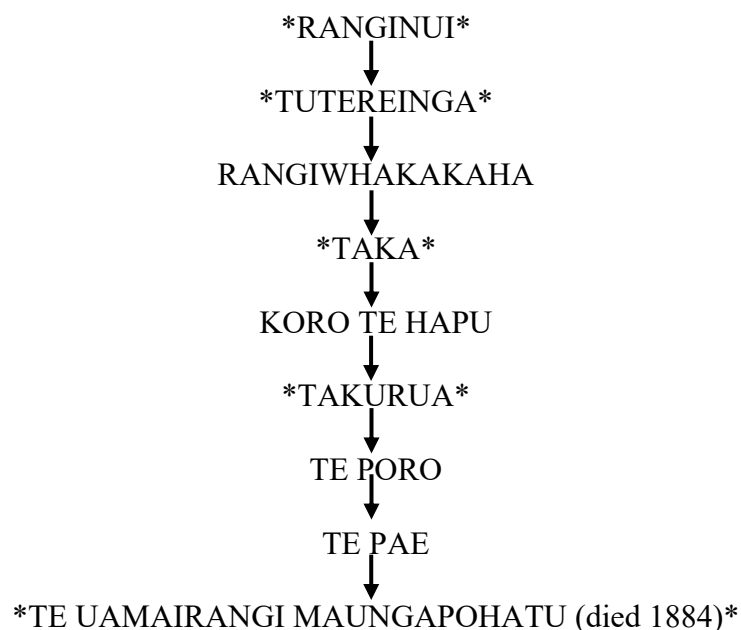 *RANGINUI*
*TUTEREINGA*
RANGIWHAKAKAHA
*TAKA*
KORO TE HAPU
*TAKURUA*
TE PORO
TE PAE
*TE UAMAIRANGI MAUNGAPOHATU (died 1884)*